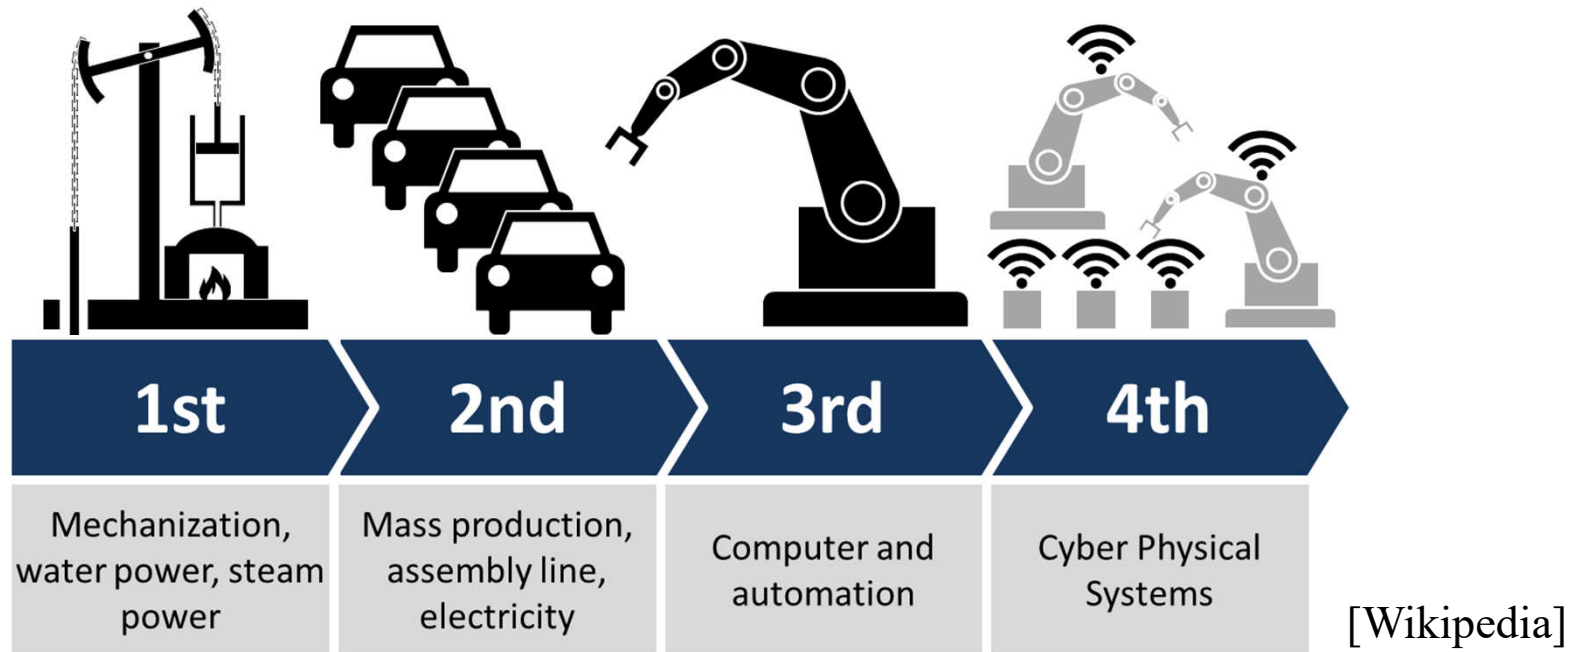 1st
2nd
3rd
4th
Mechanization,
water power, steam
power
Mass production,
assembly line,
electricity
Computer and
automation
Cyber Physical
Systems
[Wikipedia]